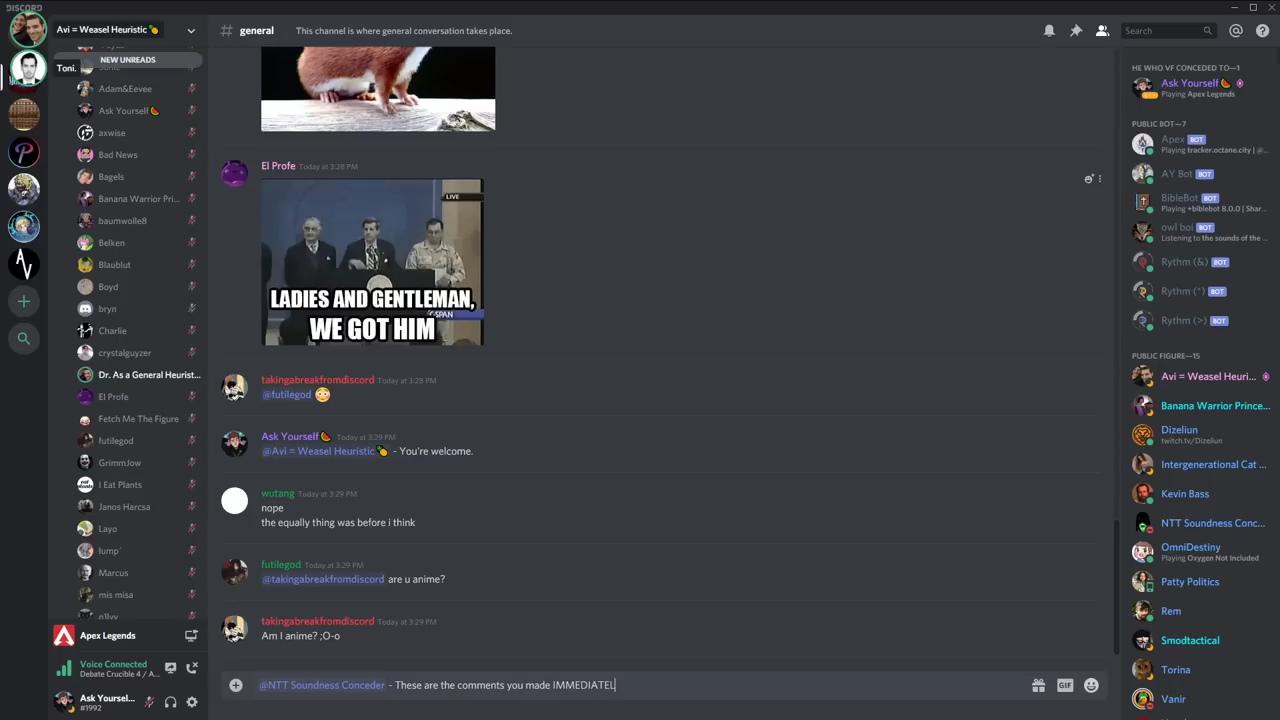 DISCORD
Avi = Weasel Heuristic
# general
This channel is where general conversation takes place.
Search
NEW UNREADS
Toni.
Adam&Eevee
Ask Yourself
axwise
Bad News
Bagels
Banana Warrior Pri...
baumwolle8
Belken
Blaublut
Boyd
bryn
Charlie
crystalguyzer
Dr. As a General Heurist...
El Profe
Fetch Me The Figure
futilegod
GrimmJow
I Eat Plants
Janos Harcsa
Layo
lump´
Marcus
mis misa
Apex Legends
Voice Connected
Debate Crucible 4 / A...
Ask Yoursel...
#1992
El Profe Today at 3:28 PM
LIVE
LADIES AND GENTLEMAN,
C-SPAN
WE GOT HIM
takingabreakfromdiscord Today at 3:28 PM
@futilegod
Ask Yourself Today at 3:29 PM
@Avi = Weasel Heuristic - You're welcome.
wutang Today at 3:29 PM
nope
the equally thing was before i think
futilegod Today at 3:29 PM
@takingabreakfromdiscord are u anime?
takingabreakfromdiscord Today at 3:29 PM
Am I anime? ;O-o
@NTT Soundness Conceder - These are the comments you made IMMEDIATEL
GIF
HE WHO VF CONCEDED TO—1
Ask Yourself
Playing Apex Legends
PUBLIC BOT—7
Apex BOT
Playing tracker.octane.city | @...
AY Bot BOT
BibleBot BOT
Playing +biblebot 8.0.0 | Shar...
owl boi BOT
Listening to the sounds of the ...
Rythm (&) BOT
Rythm (*) BOT
Rythm (>) BOT
PUBLIC FIGURE—15
Avi = Weasel Heuri...
Banana Warrior Prince...
Dizeliun
twitch.tv/Dizeliun
Intergenerational Cat ...
Kevin Bass
NTT Soundness Conc...
OmniDestiny
Playing Oxygen Not Included
Patty Politics
Rem
Smodtactical
Torina
Vanir